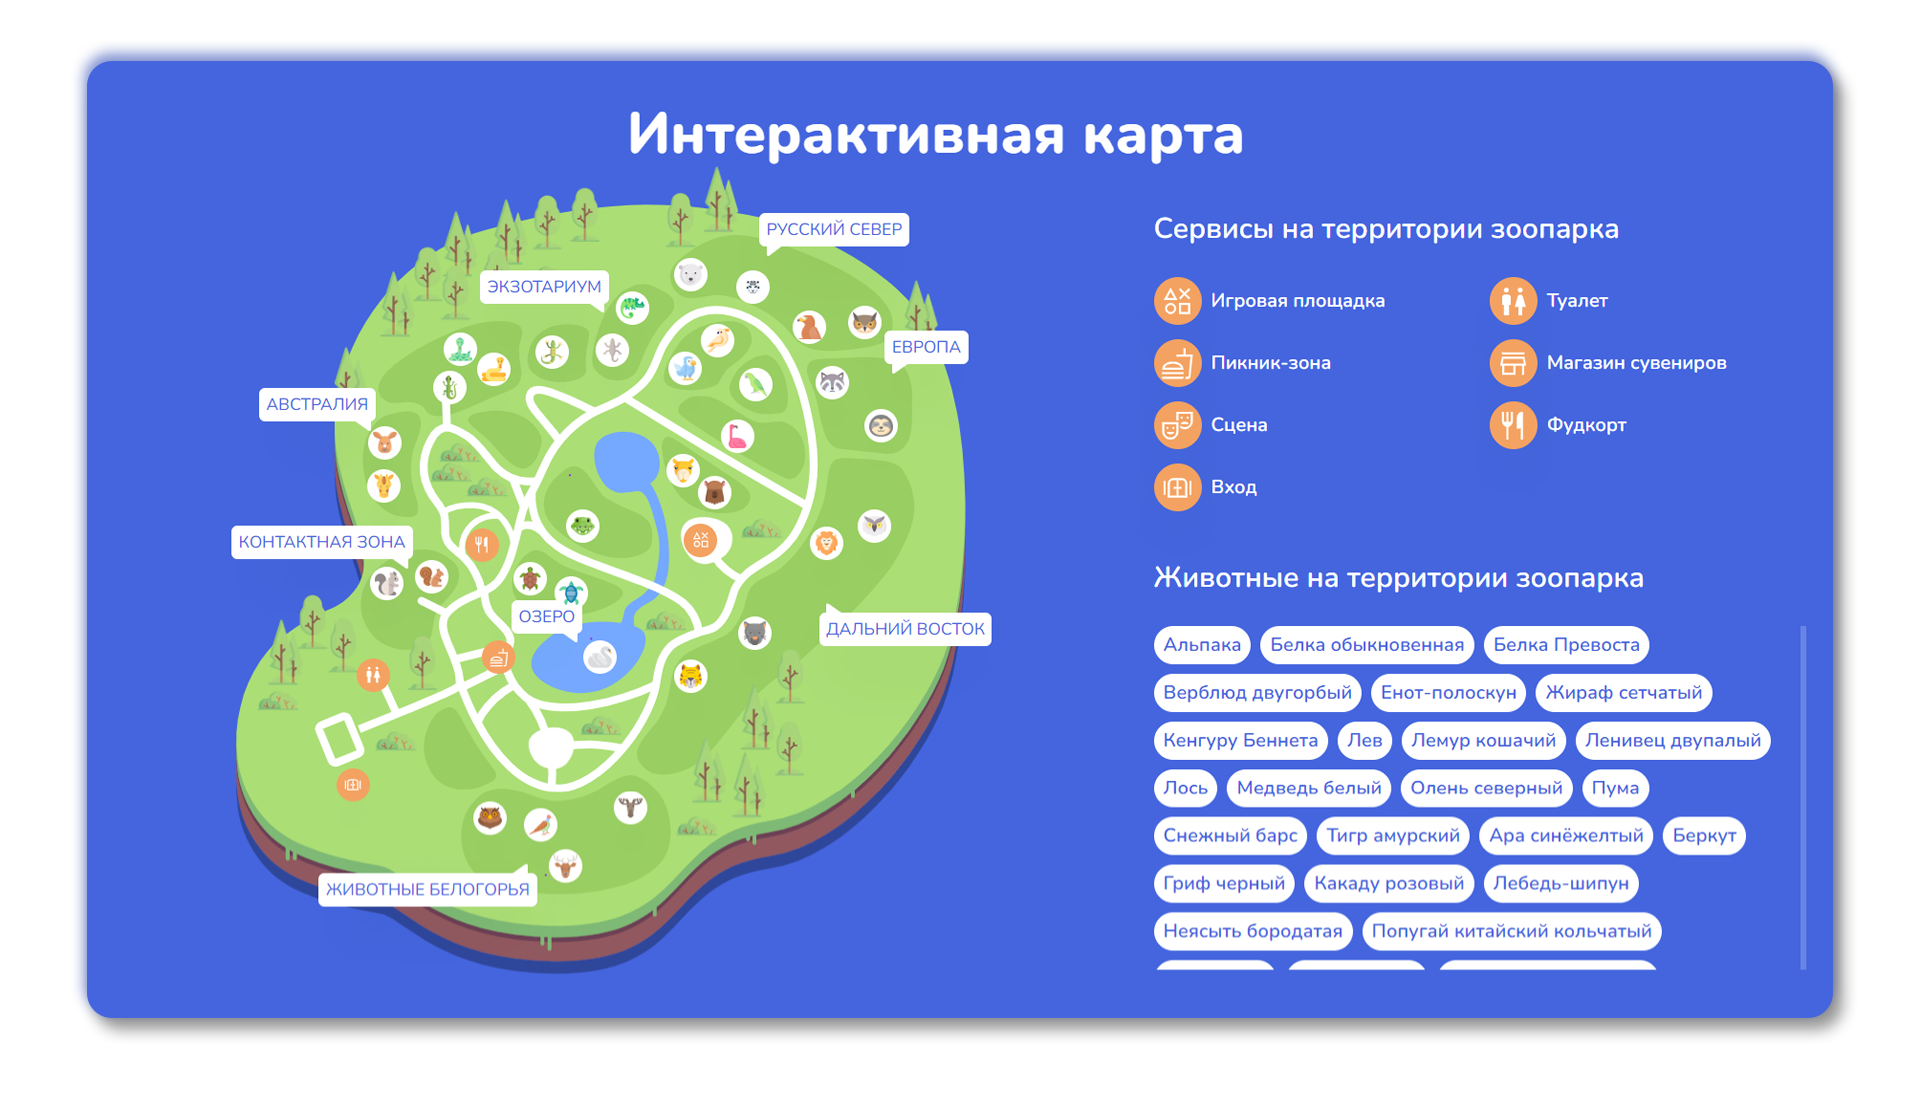 Интерактивная карта
РУССКИЙ СЕВЕР
ЭКЗОТАРИУМ
ЕВРОПА
АВСТРАЛИЯ
КОНТАКТНАЯ ЗОНА
ОЗЕРО
ДАЛЬНИЙ ВОСТОК
ЖИВОТНЫЕ БЕЛОГОРЬЯ
Сервисы на территории зоопарка
Игровая площадка
Туалет
Пикник-зона
Магазин сувениров
Сцена
Фудкорт
Вход
Животные на территории зоопарка
Альпака Белка обыкновенная Белка Превоста
Верблюд двугорбый Енот-полоскун Жираф сетчатый
Кенгуру Беннета Лев Лемур кошачий Ленивец двупалый
Лось Медведь белый Олень северный Пума
Снежный барс Тигр амурский Ара синёжелтый Беркут
Гриф черный Какаду розовый Лебедь-шипун
Неясыть бородатая Попугай китайский кольчатый